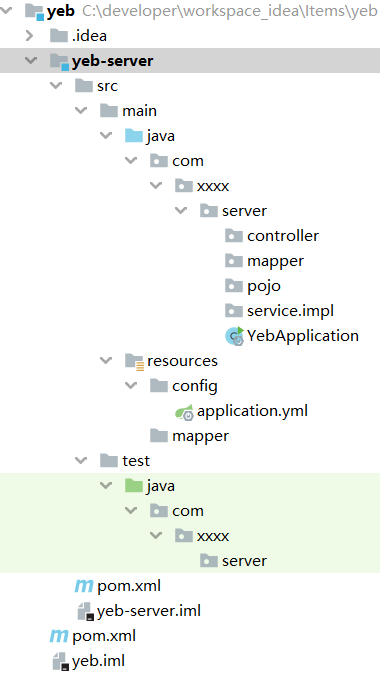 yeb C:\developer\workspace_idea\Items\yeb
.idea
yeb-server
src
main
java
com
xxxx
server
controller
mapper
pojo
service.impl
YebApplication
resources
config
application.yml
mapper
test
java
com
xxxx
server
pom.xml
yeb-server.iml
pom.xml
yeb.iml